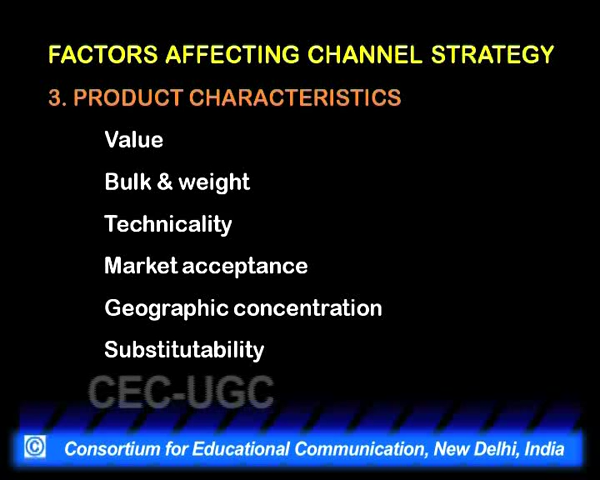 FACTORS AFFECTING CHANNEL STRATEGY
3. PRODUCT CHARACTERISTICS
Value
Bulk & weight
Technicality
Market acceptance
Geographic concentration
Substitutability
CEC-UGC
© Consortium for Educational Communication, New Delhi, India